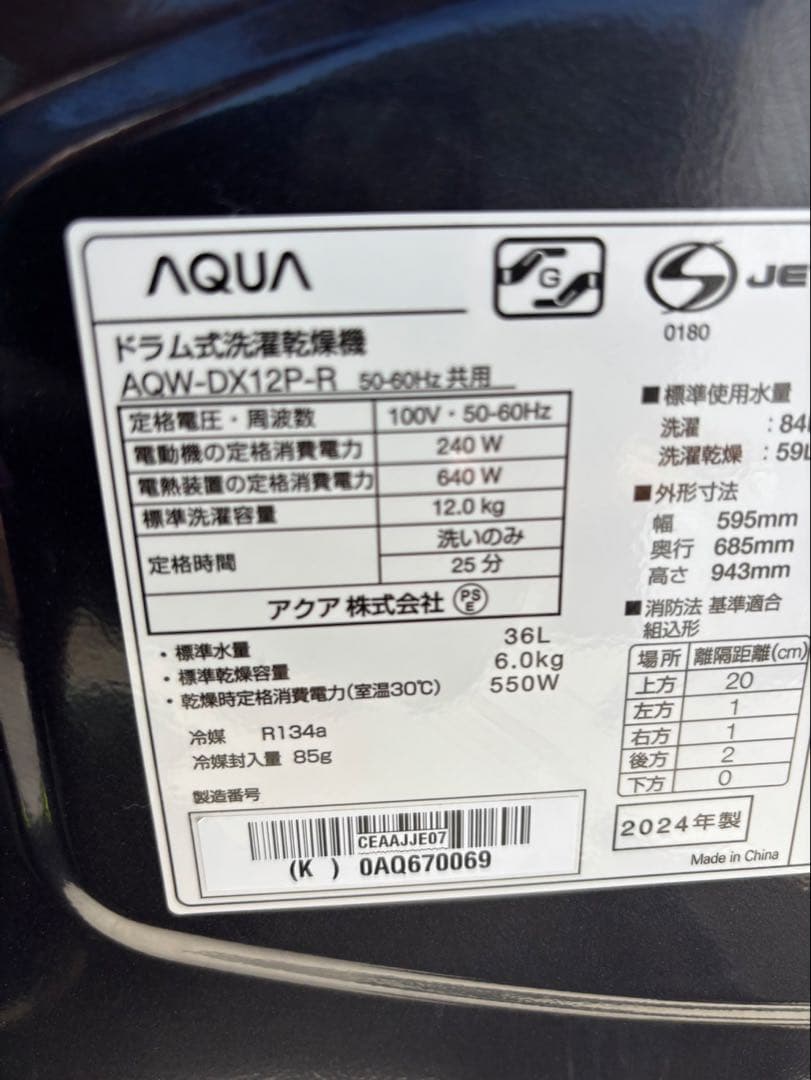 AQUA
G
JE
0180
ドラム式洗濯乾燥機
AQW-DX12P-R 50-60Hz 共用
定格電圧・周波数 100V・50-60Hz
電動機の定格消費電力 240 W
電熱装置の定格消費電力 640 W
標準洗濯容量 12.0 kg
定格時間 洗いのみ
25 分
アクア 株式会社 PSE
・標準水量 36L
・標準乾燥容量 6.0kg
・乾燥時定格消費電力(室温30℃) 550W
冷媒 R134a
冷媒封入量 85g
製造番号
CEAAJJE07
(K ) 0AQ670069
■標準使用水量
洗濯 :84
洗濯乾燥 :59L
■外形寸法
幅 595mm
奥行 685mm
高さ 943mm
■消防法 基準適合
組込形
場所 離隔距離(cm)
上方 20
左方 1
右方 1
後方 2
下方 0
2024年製
Made in China